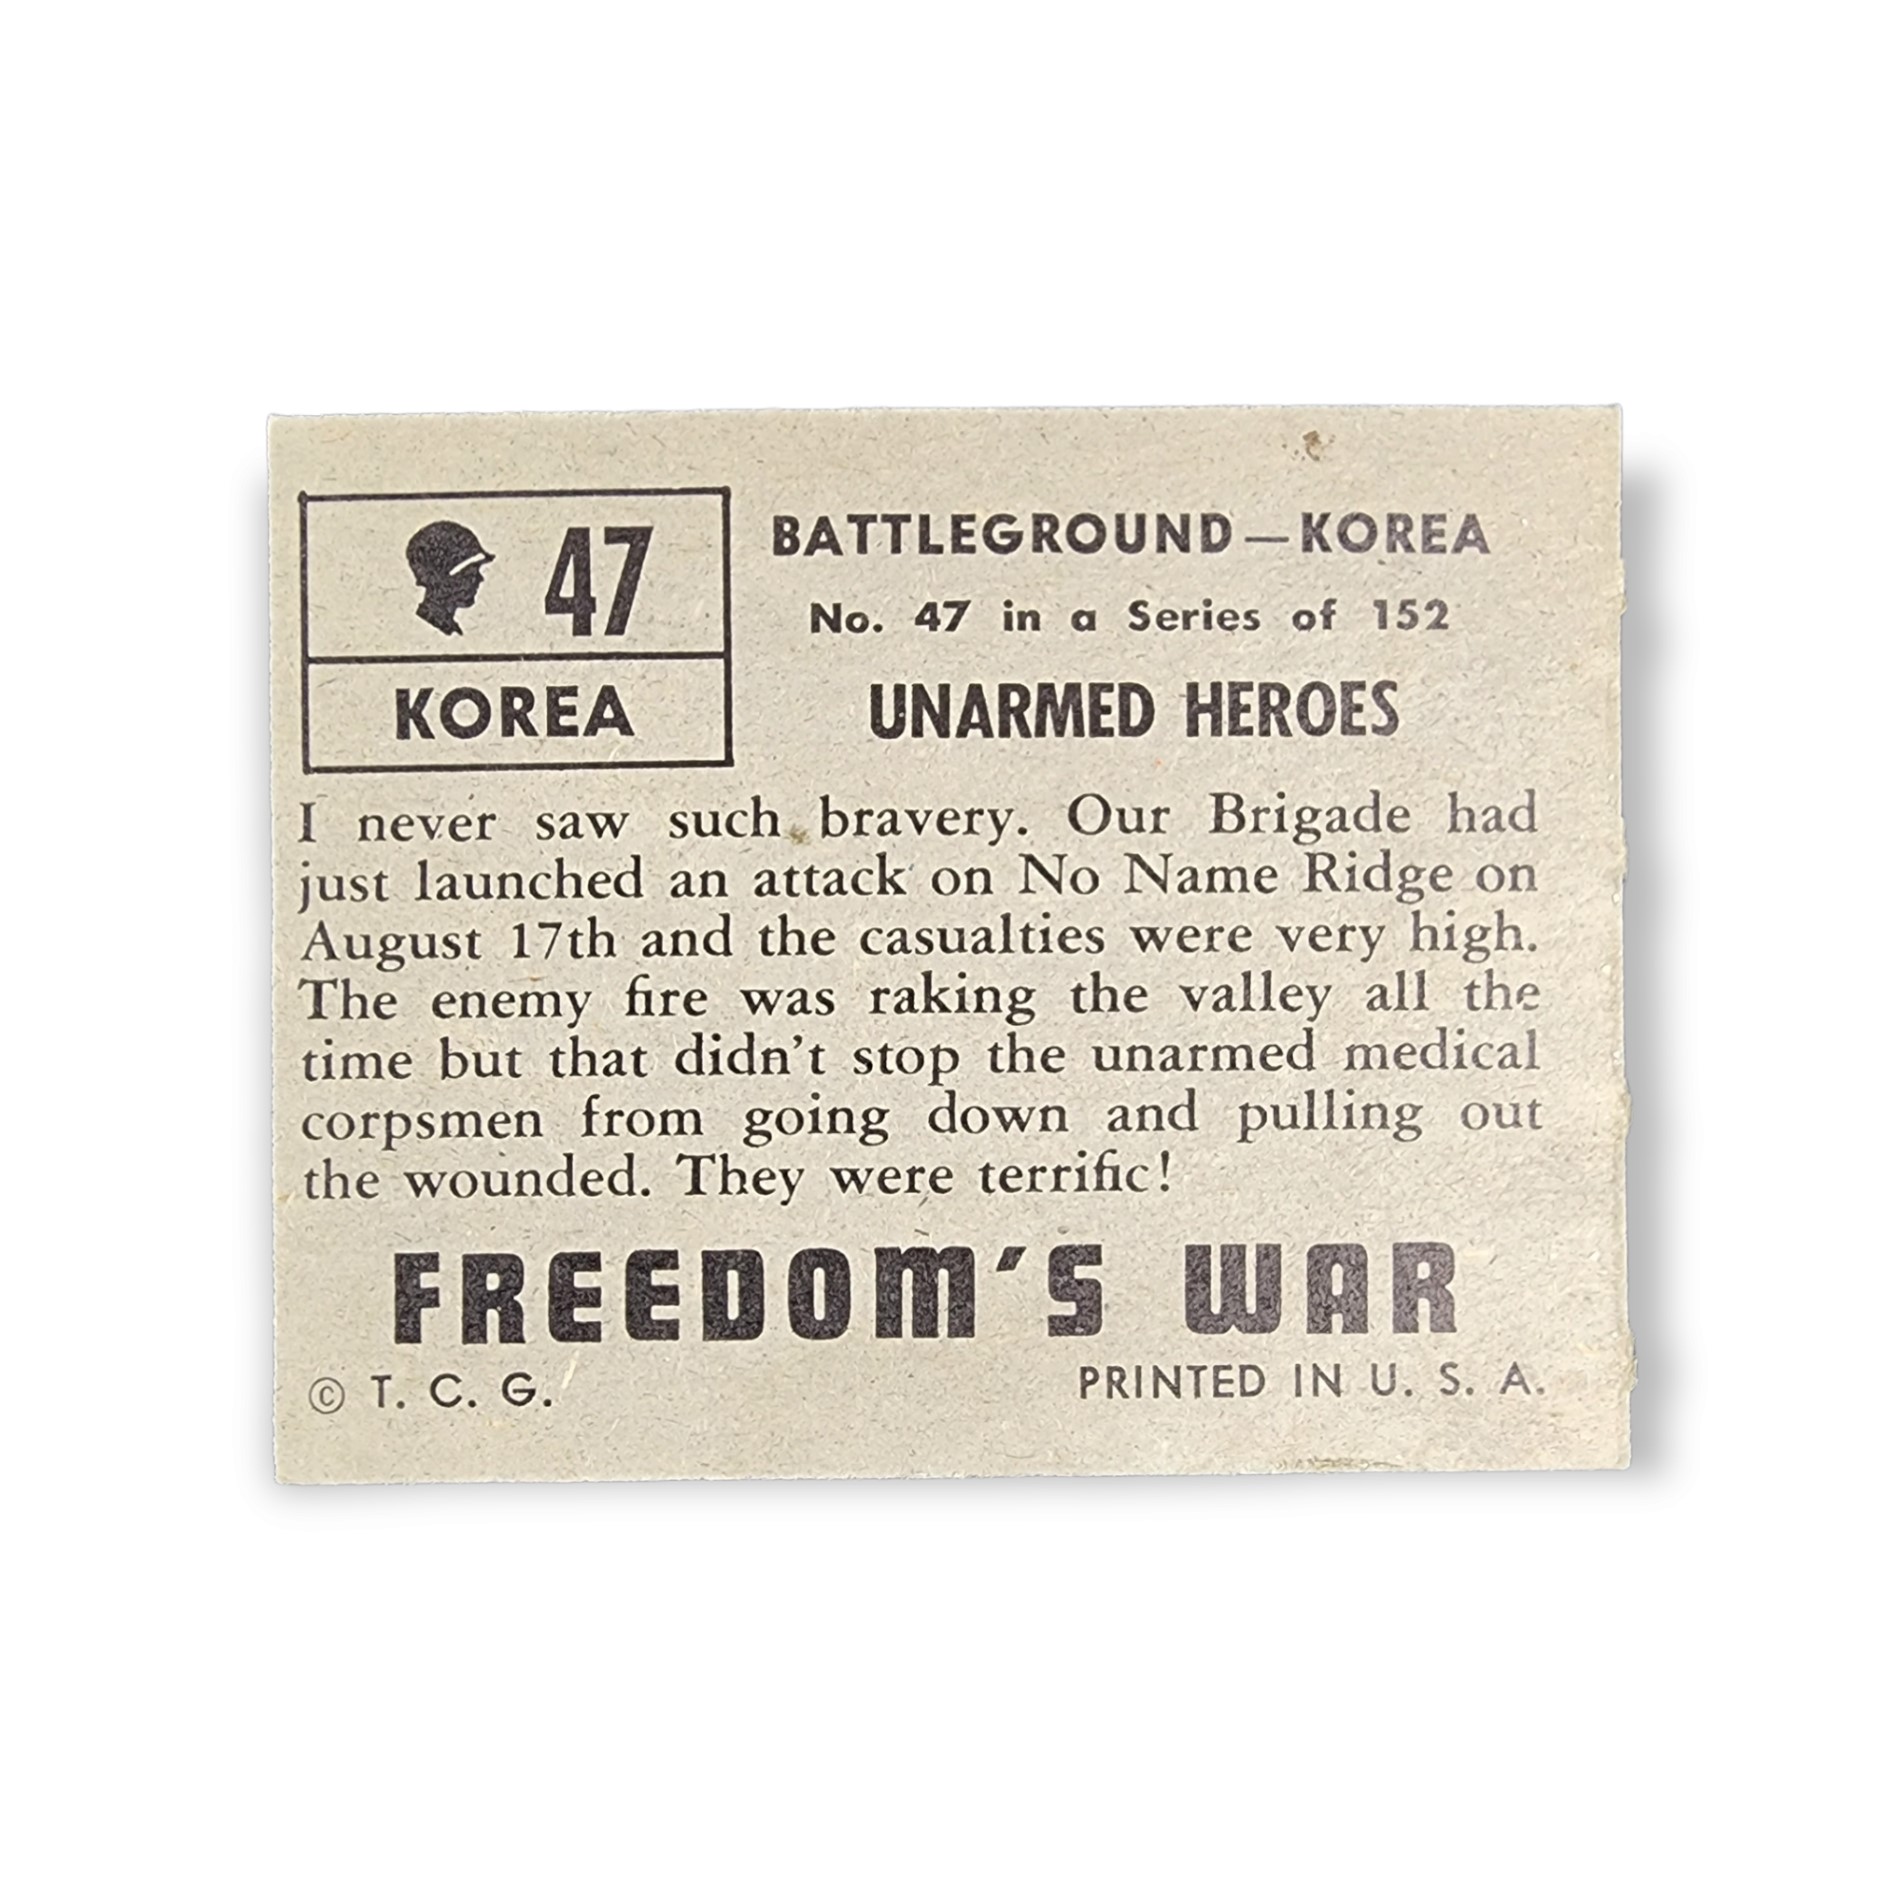 47
KOREA
BATTLEGROUND—KOREA
No. 47 in a Series of 152
UNARMED HEROES
I never saw such bravery. Our Brigade had
just launched an attack on No Name Ridge on
August 17th and the casualties were very high.
The enemy fire was raking the valley all the
time but that didn't stop the unarmed medical
corpsmen from going down and pulling out
the wounded. They were terrific!
FREEDOM'S WAR
© T. C. G.
PRINTED IN U. S. A.